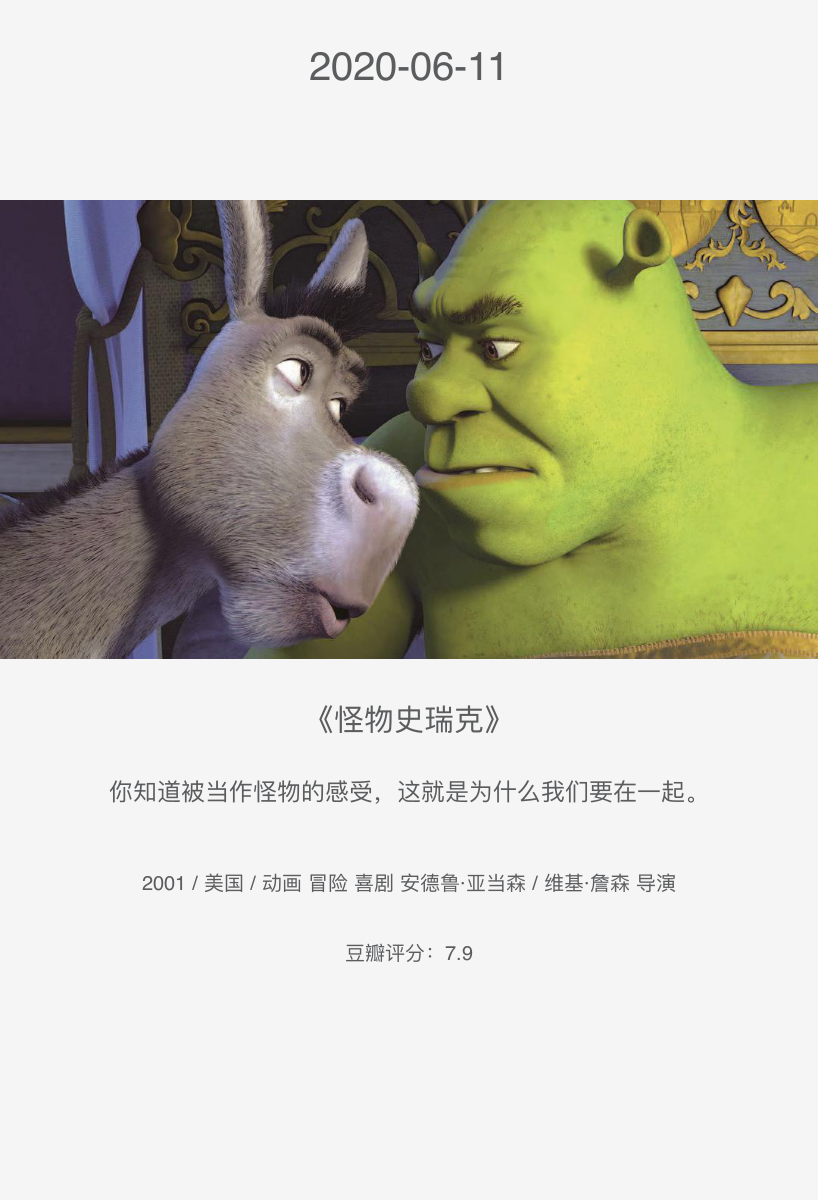 2020-06-11
《怪物史瑞克》
你知道被当作怪物的感受，这就是为什么我们要在一起。
2001 / 美国 / 动画 冒险 喜剧 安德鲁·亚当森 / 维基·詹森 导演
豆瓣评分：7.9